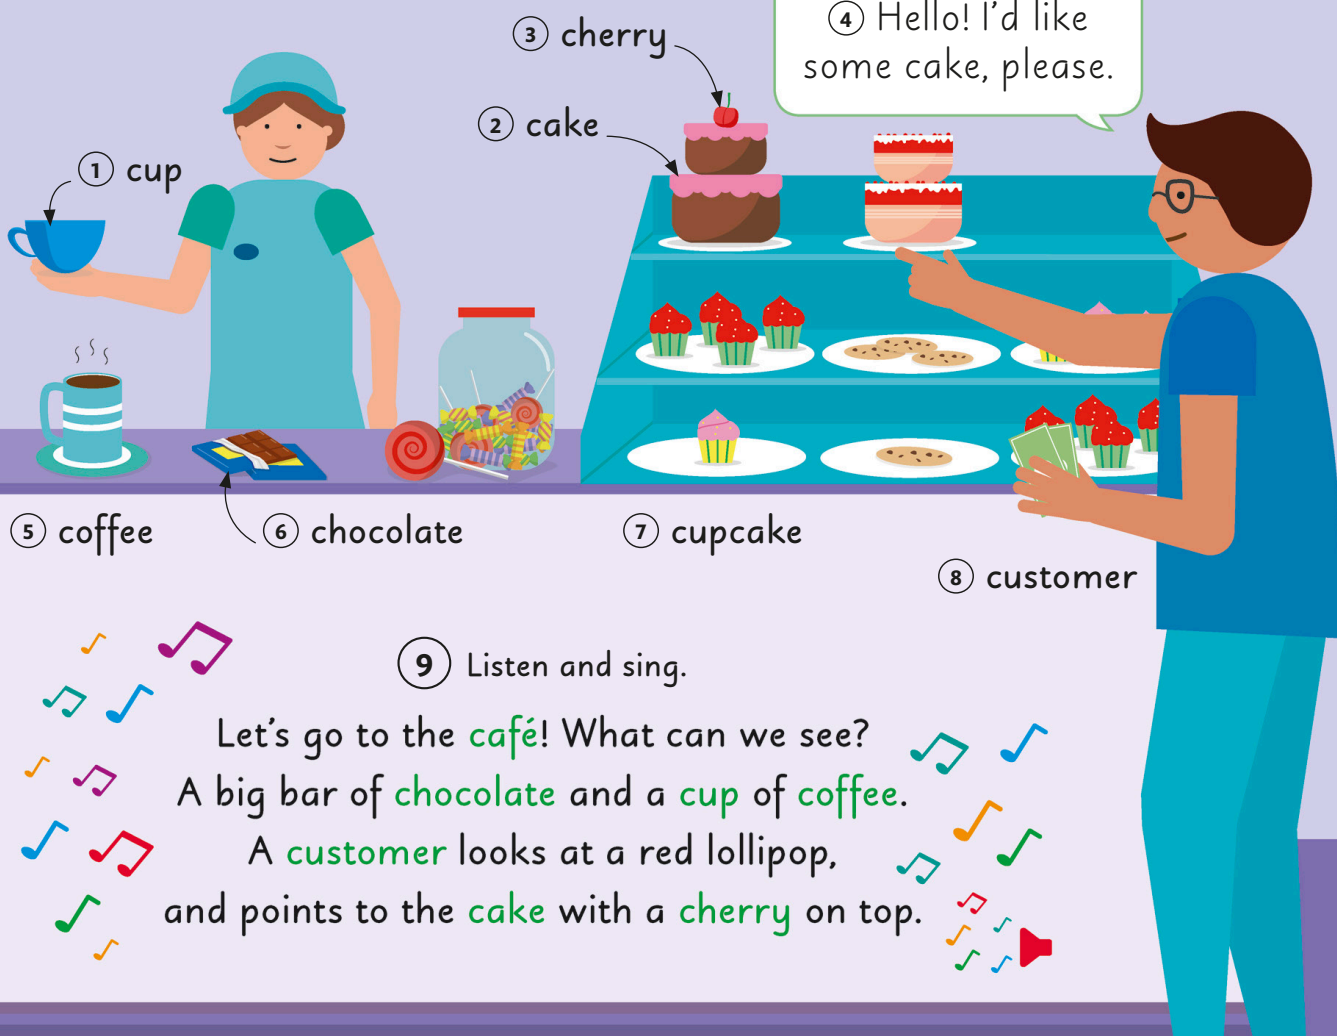 3 cherry
4 Hello! I'd like
some cake, please.
2 cake
1 cup
5 coffee
6 chocolate
7 cupcake
8 customer
9 Listen and sing.
Let's go to the café! What can we see?
A big bar of chocolate and a cup of coffee.
A customer looks at a red lollipop,
and points to the cake with a cherry on top.